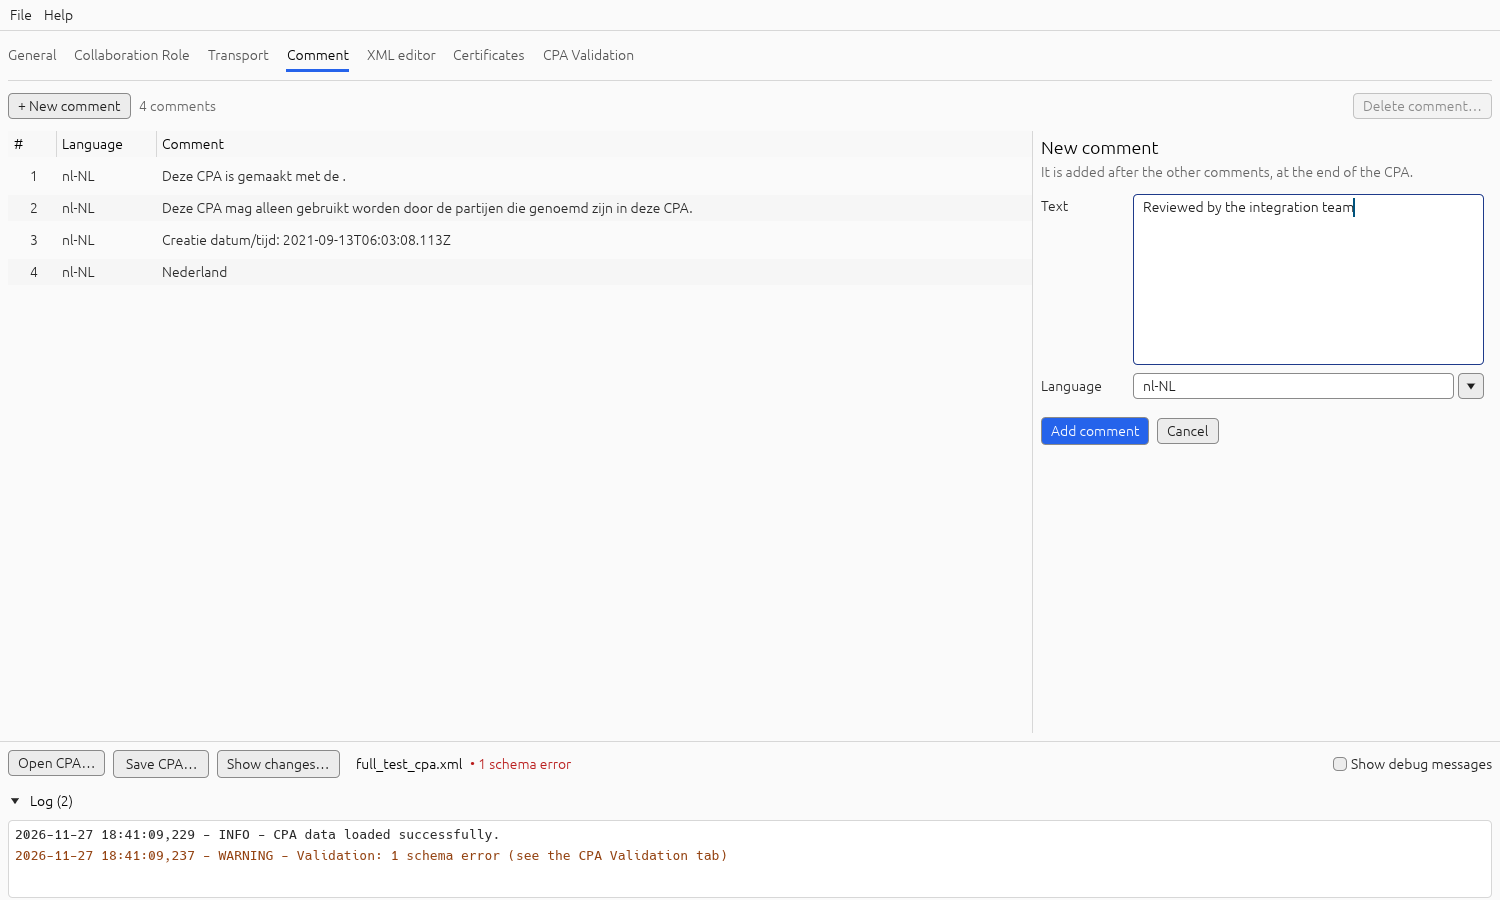 File Help
General Collaboration Role Transport Comment XML editor Certificates CPA Validation
+ New comment 4 comments Delete comment...
# Language Comment
1 nl-NL Deze CPA is gemaakt met de .
2 nl-NL Deze CPA mag alleen gebruikt worden door de partijen die genoemd zijn in deze CPA.
3 nl-NL Creatie datum/tijd: 2021-09-13T06:03:08.113Z
4 nl-NL Nederland
New comment
It is added after the other comments, at the end of the CPA.
Text Reviewed by the integration team
Language nl-NL
Add comment Cancel
Open CPA... Save CPA... Show changes... full_test_cpa.xml • 1 schema error Show debug messages
Log (2)
2026-11-27 18:41:09,229 - INFO - CPA data loaded successfully.
2026-11-27 18:41:09,237 - WARNING - Validation: 1 schema error (see the CPA Validation tab)